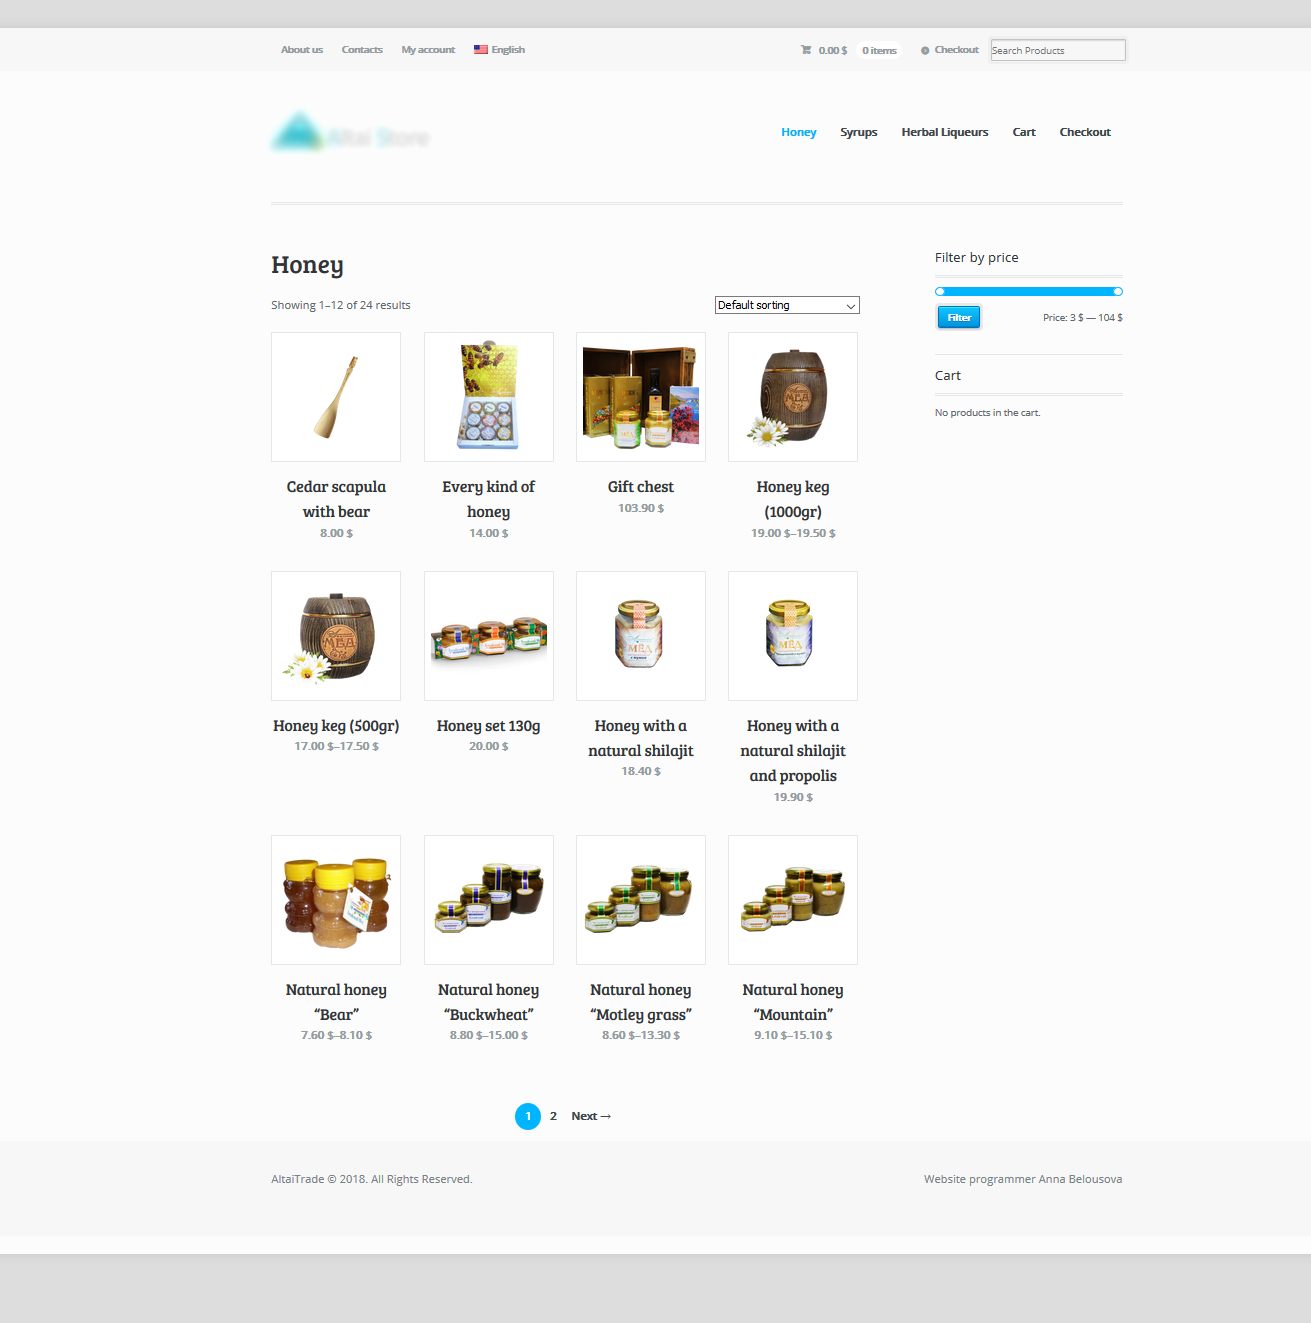 About us Contacts My account English 0.00 $ 0 items Checkout Search Products
Altai Store
Honey Syrups Herbal Liqueurs Cart Checkout
Honey
Showing 1–12 of 24 results
Default sorting
Filter by price
Filter
Price: 3 $ — 104 $
Cart
No products in the cart.
МЕД
Cedar scapula
with bear
8.00 $
Every kind of
honey
14.00 $
Gift chest
103.90 $
Honey keg
(1000gr)
19.00 $–19.50 $
МЕД
МЁД
МЁД
Honey keg (500gr)
17.00 $–17.50 $
Honey set 130g
20.00 $
Honey with a
natural shilajit
18.40 $
Honey with a
natural shilajit
and propolis
19.90 $
Natural honey
“Bear”
7.60 $–8.10 $
Natural honey
“Buckwheat”
8.80 $–15.00 $
Natural honey
“Motley grass”
8.60 $–13.30 $
Natural honey
“Mountain”
9.10 $–15.10 $
1 2 Next →
AltaiTrade © 2018. All Rights Reserved.
Website programmer Anna Belousova